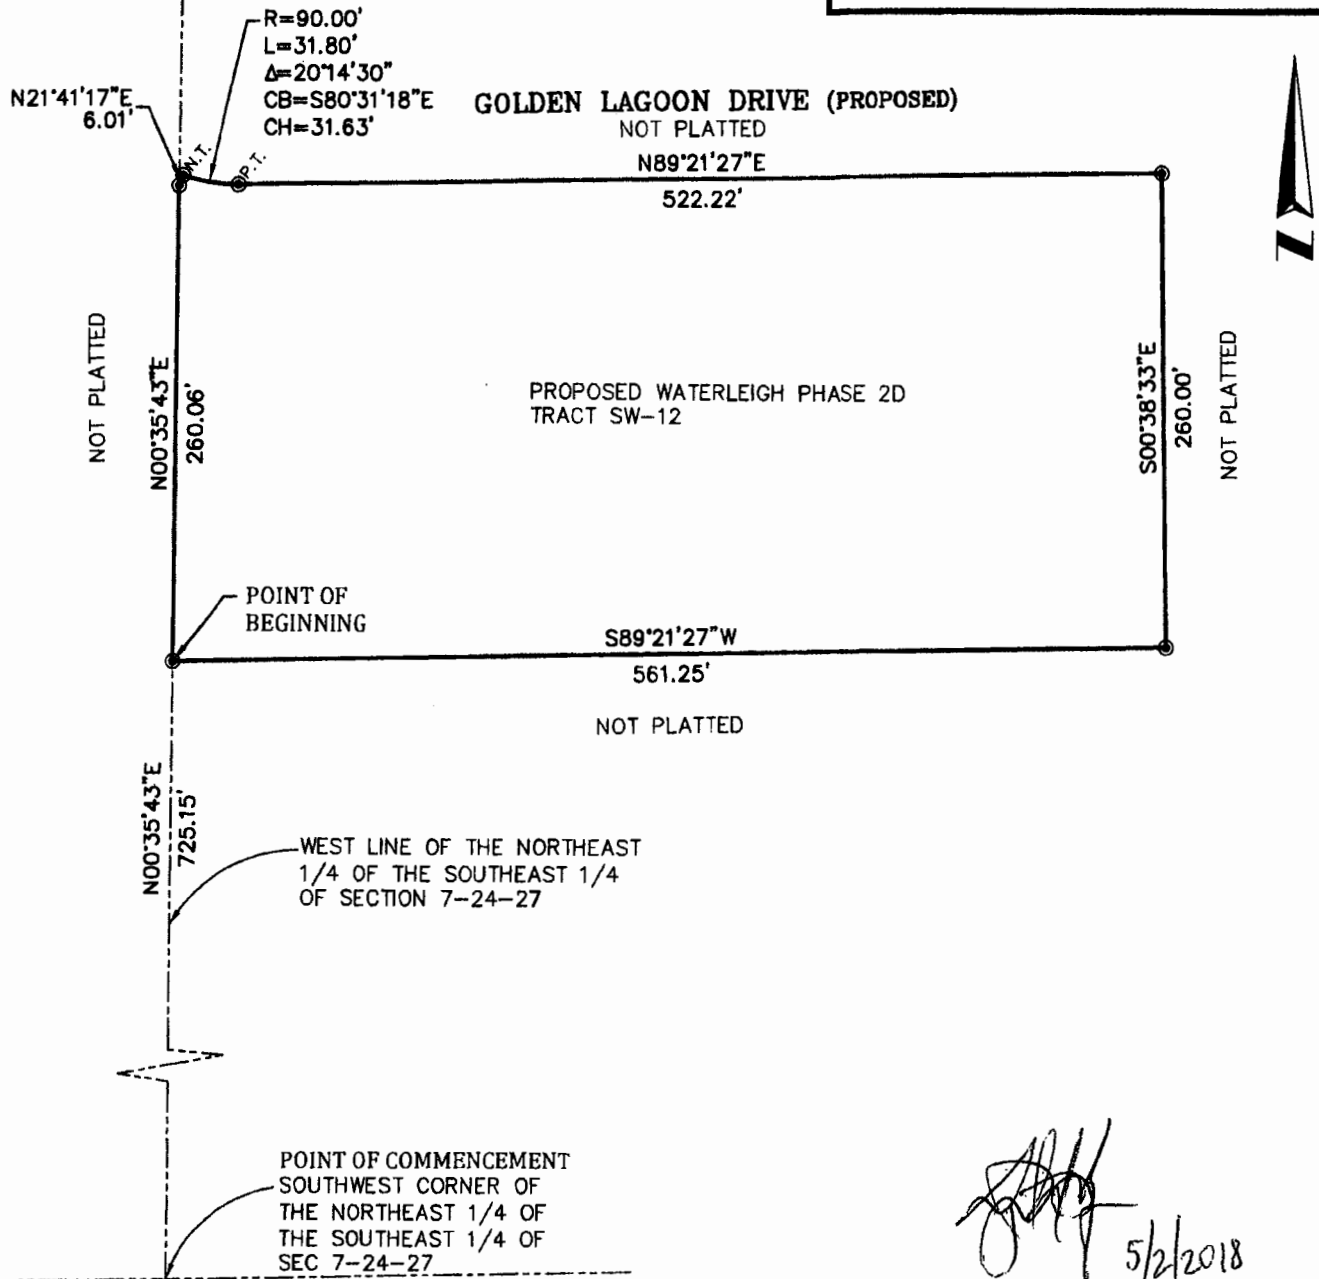 R=90.00'
L=31.80'
Δ=20°14'30"
CB=S80°31'18"E
CH=31.63'
N21°41'17"E
6.01'
GOLDEN LAGOON DRIVE (PROPOSED)
NOT PLATTED
N.T.
P.T.
N89°21'27"E
522.22'
N
NOT PLATTED
N00°35'43"E
260.06'
PROPOSED WATERLEIGH PHASE 2D
TRACT SW-12
S00°38'33"E
260.00'
NOT PLATTED
POINT OF
BEGINNING
S89°21'27"W
561.25'
NOT PLATTED
N00°35'43"E
725.15'
WEST LINE OF THE NORTHEAST
1/4 OF THE SOUTHEAST 1/4
OF SECTION 7-24-27
POINT OF COMMENCEMENT
SOUTHWEST CORNER OF
THE NORTHEAST 1/4 OF
THE SOUTHEAST 1/4 OF
SEC 7-24-27
5/2/2018